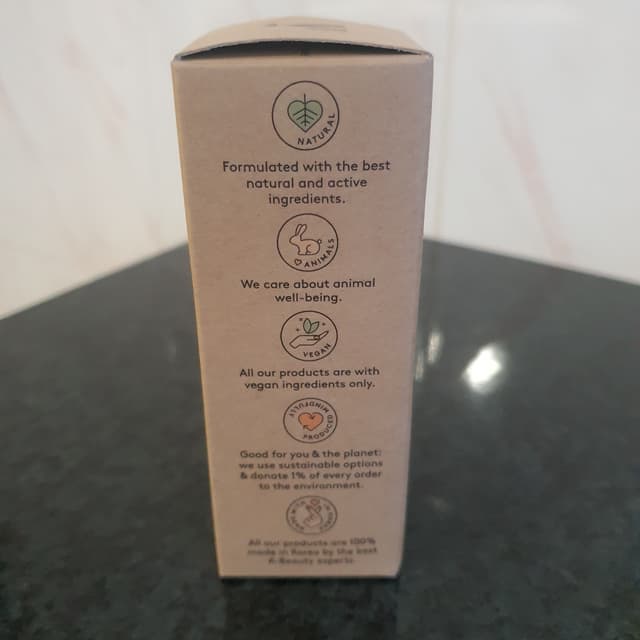 NATURAL
Formulated with the best
natural and active
ingredients.
♡ ANIMALS
We care about animal
well-being.
VEGAN
All our products are with
vegan ingredients only.
PRODUCED MINDFULLY
Good for you & the planet:
we use sustainable options
& donate 1% of every order
to the environment.
All our products are 100%
made in Korea by the best
K-Beauty experts.